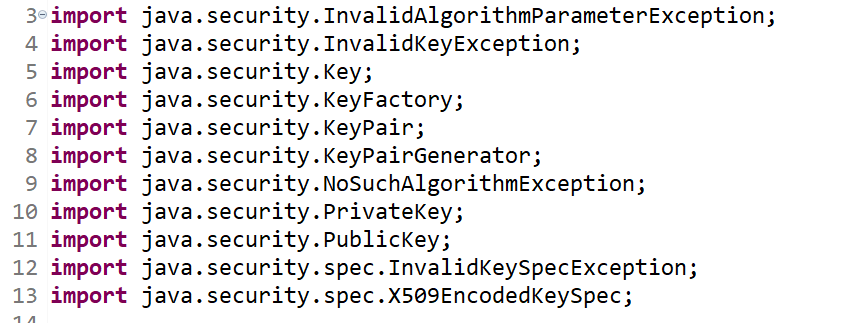 3 import java.security.InvalidAlgorithmParameterException;
4 import java.security.InvalidKeyException;
5 import java.security.Key;
6 import java.security.KeyFactory;
7 import java.security.KeyPair;
8 import java.security.KeyPairGenerator;
9 import java.security.NoSuchAlgorithmException;
10 import java.security.PrivateKey;
11 import java.security.PublicKey;
12 import java.security.spec.InvalidKeySpecException;
13 import java.security.spec.X509EncodedKeySpec;
14